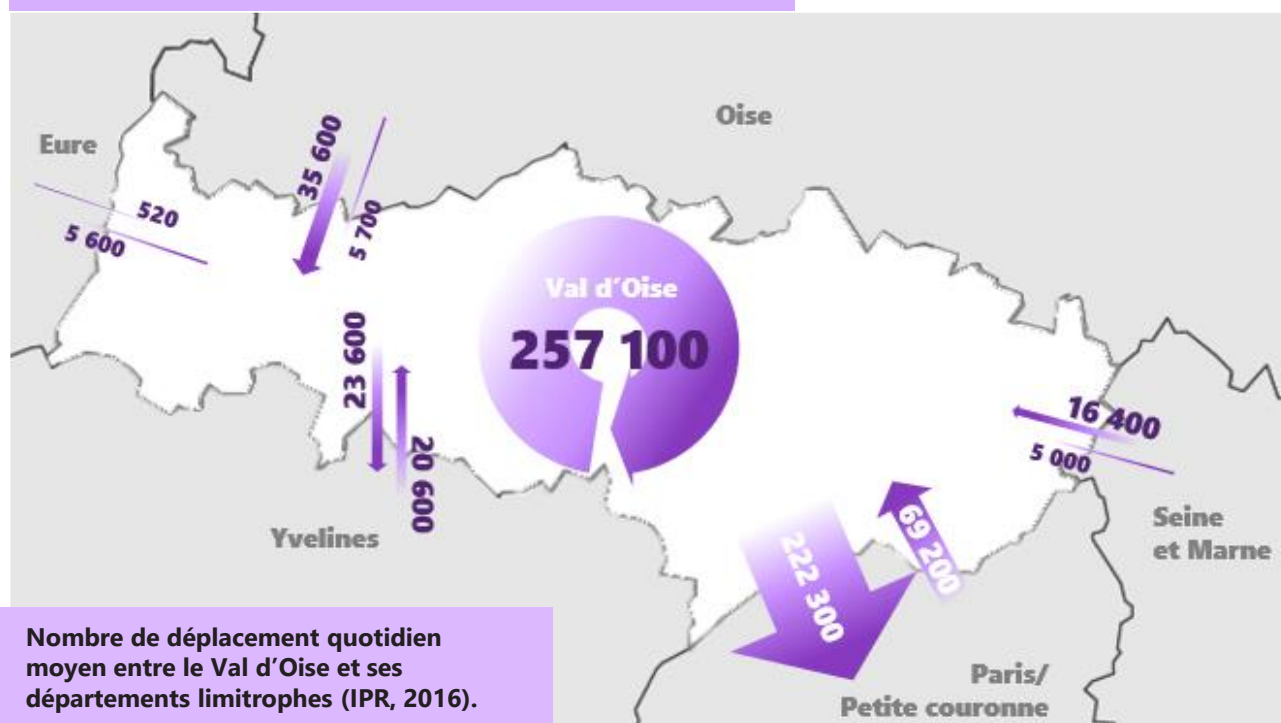 Oise
Eure
35 600
5 700
520
5 600
Val d'Oise
257 100
23 600
20 600
16 400
5 000
69 200
222 300
Yvelines
Seine
et Marne
Paris/
Petite couronne
Nombre de déplacement quotidien
moyen entre le Val d'Oise et ses
départements limitrophes (IPR, 2016).